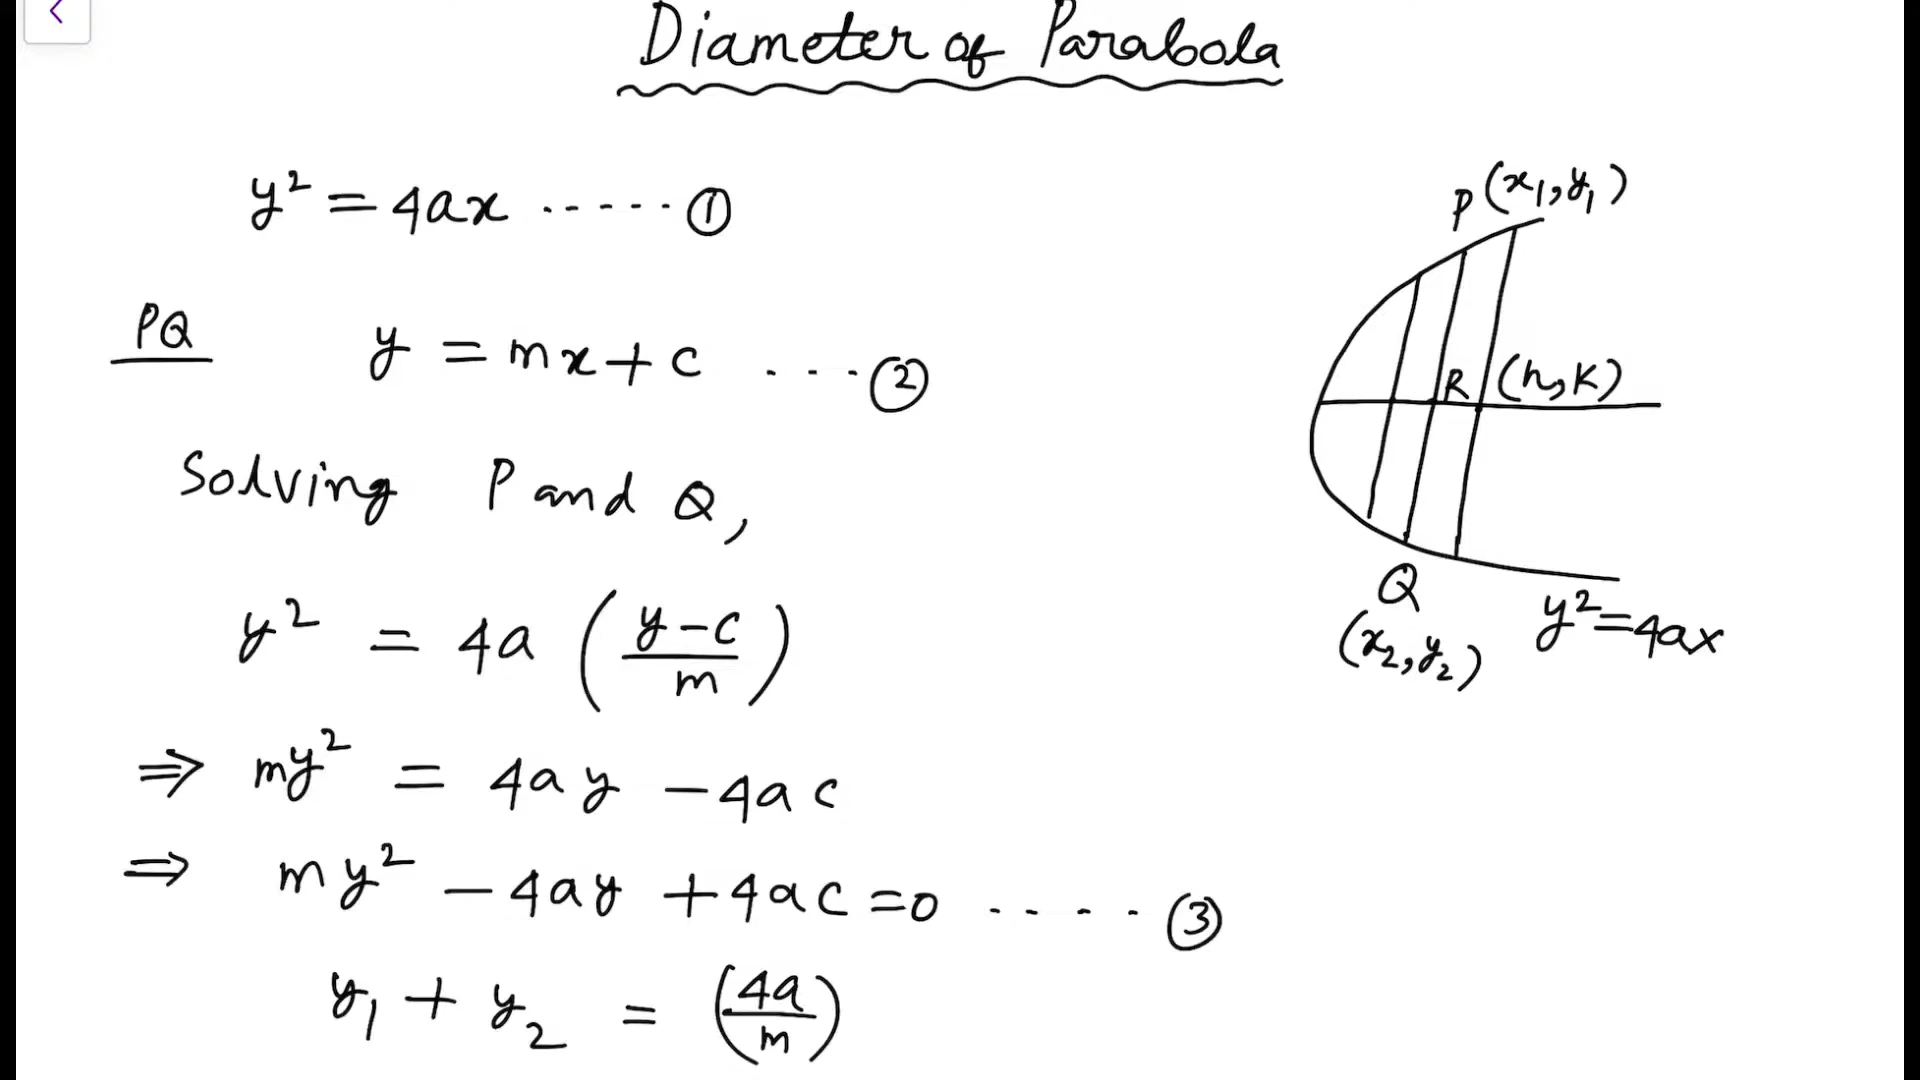 Diameter of Parabola
y² = 4ax ...... ①
PQ y = mx + c ... ②
Solving P and Q,
y² = 4a ((y-c)/m)
⇒ my² = 4ay - 4ac
⇒ my² - 4ay + 4ac = 0 .... ③
y₁ + y₂ = (4a/m)
P(x₁, y₁)
R (h, k)
Q
(x₂, y₂)
y² = 4ax